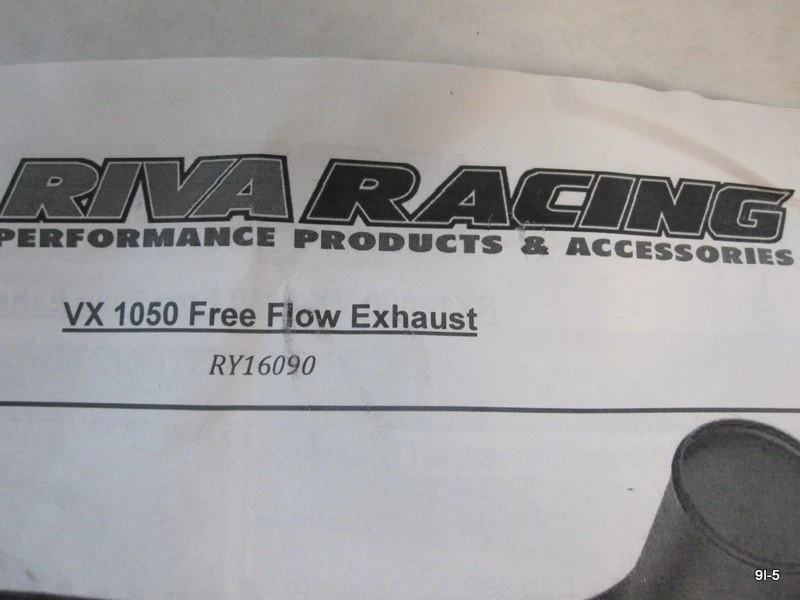 RIVA RACING
PERFORMANCE PRODUCTS & ACCESSORIES
VX 1050 Free Flow Exhaust
RY16090
9I-5